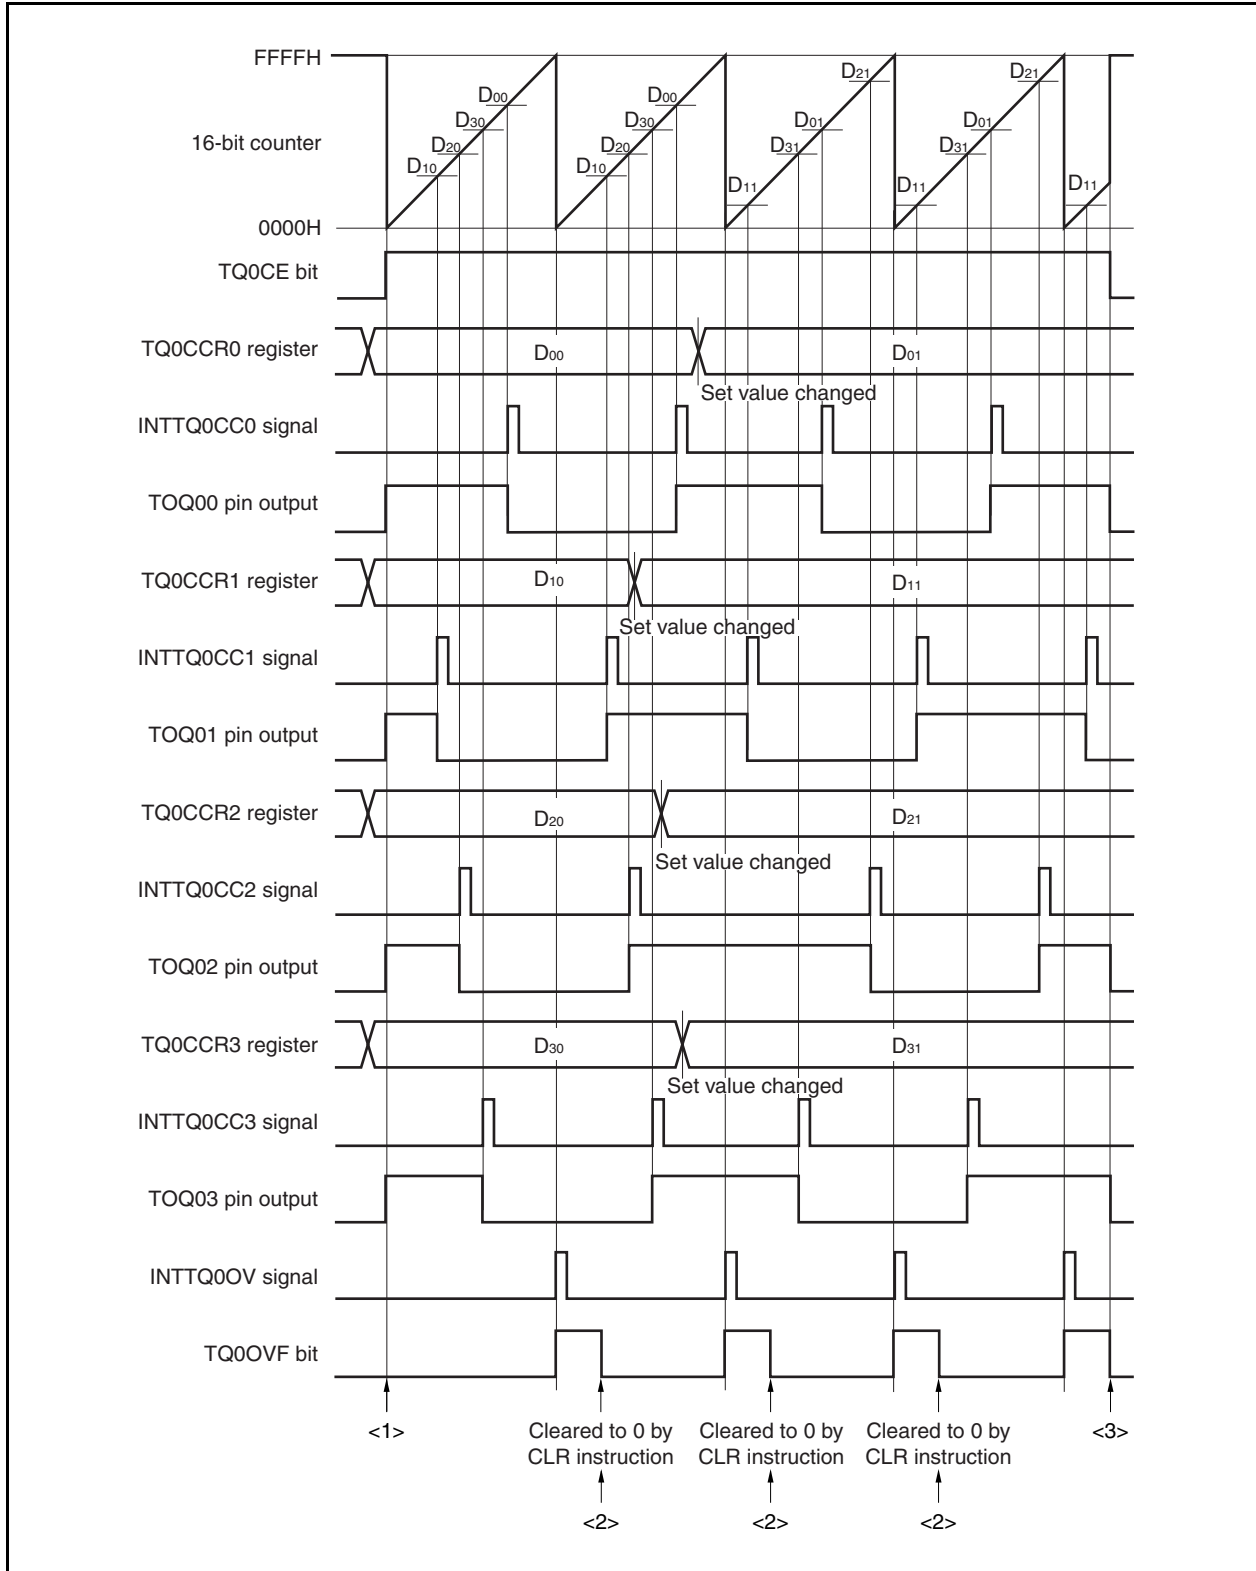 FFFFH
D21 D21
D00 D00
D30 D30 D01 D01
16-bit counter
D20 D20 D31 D31
D10 D10
D11 D11 D11
0000H
TQ0CE bit
TQ0CCR0 register D00 D01
Set value changed
INTTQ0CC0 signal
TOQ00 pin output
TQ0CCR1 register D10 D11
Set value changed
INTTQ0CC1 signal
TOQ01 pin output
TQ0CCR2 register D20 D21
Set value changed
INTTQ0CC2 signal
TOQ02 pin output
TQ0CCR3 register D30 D31
Set value changed
INTTQ0CC3 signal
TOQ03 pin output
INTTQ0OV signal
TQ0OVF bit
<1> Cleared to 0 by Cleared to 0 by Cleared to 0 by <3>
CLR instruction CLR instruction CLR instruction
<2> <2> <2>